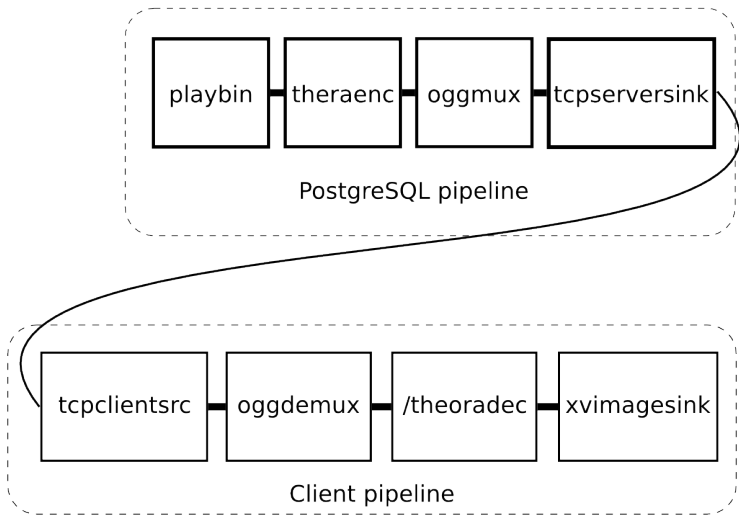 playbin theraenc oggmux tcpserversink
PostgreSQL pipeline
tcpclientsrc oggdemux /theoradec xvimagesink
Client pipeline